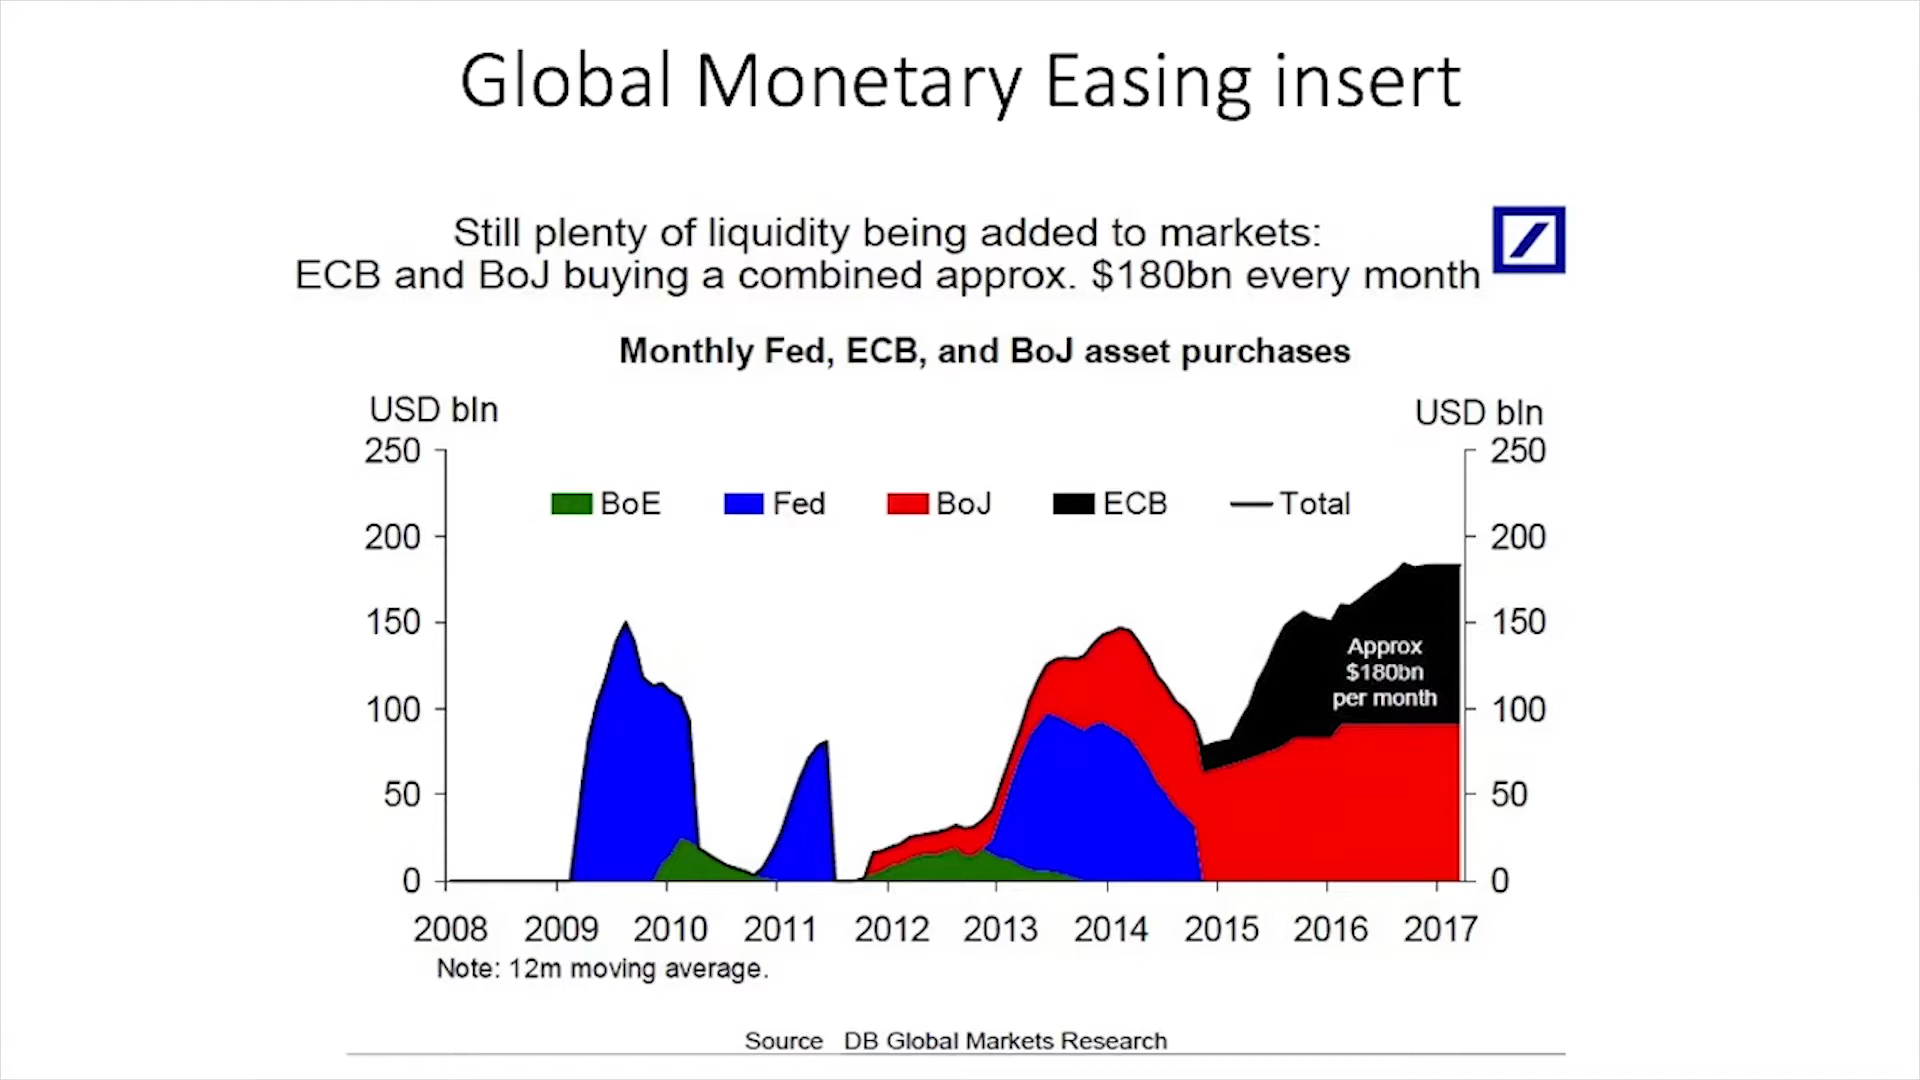 Global Monetary Easing insert
Still plenty of liquidity being added to markets:
ECB and BoJ buying a combined approx. $180bn every month
Monthly Fed, ECB, and BoJ asset purchases
USD bln
USD bln
250
250
BoE
Fed
BoJ
ECB
Total
200
200
150
150
Approx
$180bn
per month
100
100
50
50
0
0
2008
2009
2010
2011
2012
2013
2014
2015
2016
2017
Note: 12m moving average.
Source DB Global Markets Research